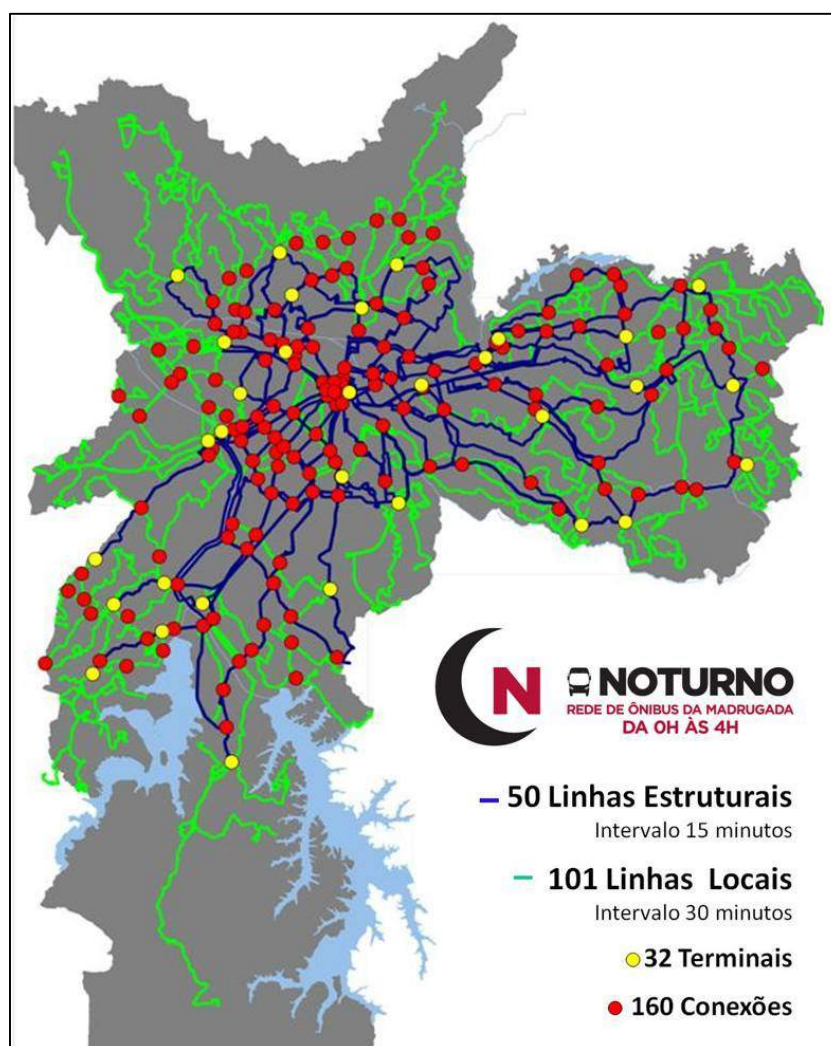 N NOTURNO
REDE DE ÔNIBUS DA MADRUGADA
DA 0H ÀS 4H
50 Linhas Estruturais
Intervalo 15 minutos
101 Linhas Locais
Intervalo 30 minutos
32 Terminais
160 Conexões